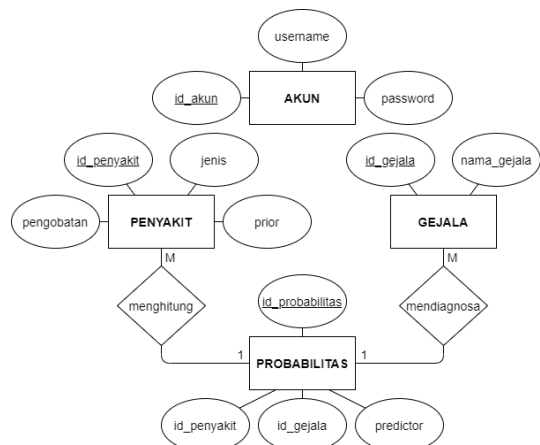 username
id_akun
AKUN
password
id_penyakit
jenis
id_gejala
nama_gejala
pengobatan
PENYAKIT
prior
GEJALA
M
M
menghitung
id_probabilitas
mendiagnosa
1
1
PROBABILITAS
id_penyakit
id_gejala
predictor